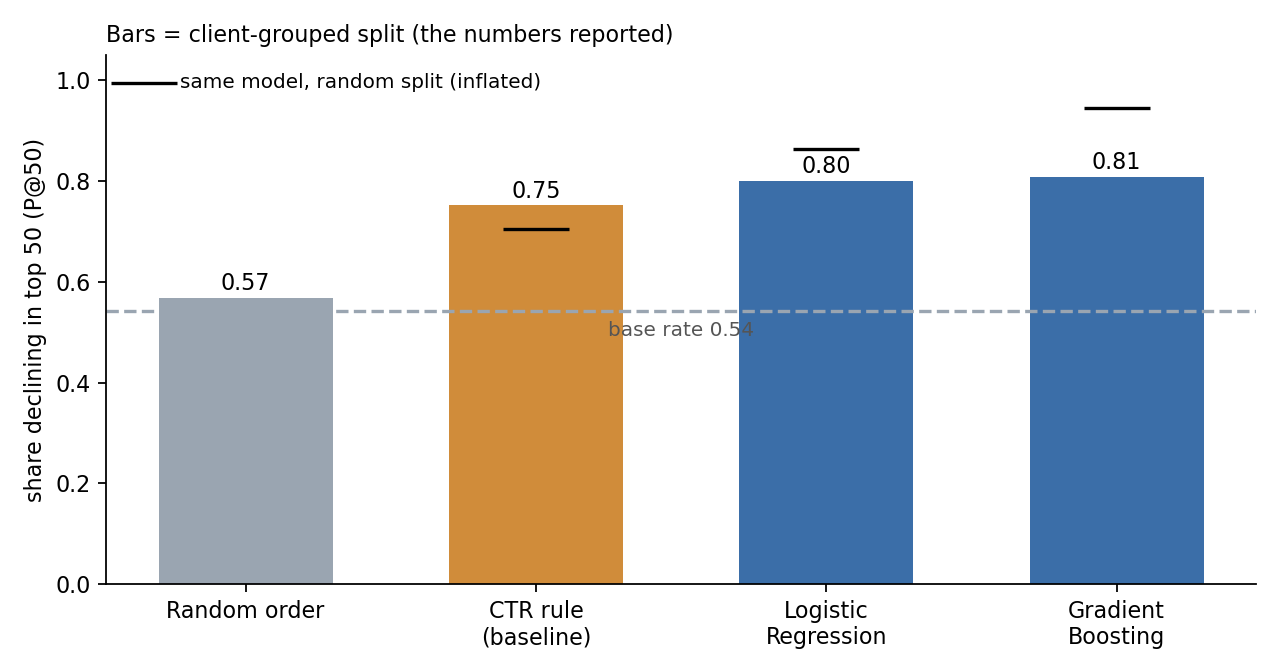 Bars = client-grouped split (the numbers reported)
same model, random split (inflated)
share declining in top 50 (P@50)
1.0
0.8
0.6
0.4
0.2
0.0
0.57
0.75
0.80
0.81
base rate 0.54
Random order
CTR rule
(baseline)
Logistic
Regression
Gradient
Boosting